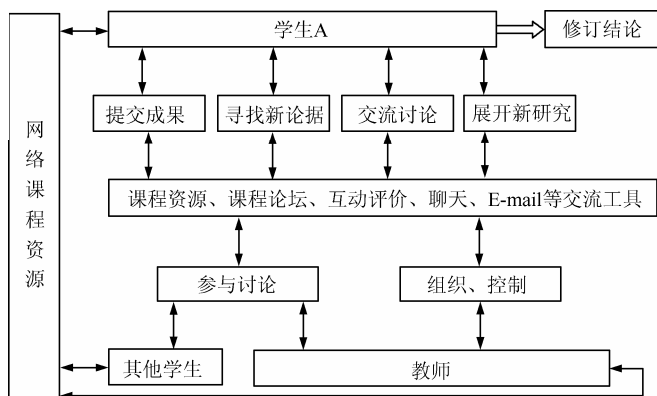 学生A
修订结论
提交成果
寻找新论据
交流讨论
展开新研究
网络课程资源
课程资源、课程论坛、互动评价、聊天、E-mail等交流工具
参与讨论
组织、控制
其他学生
教师